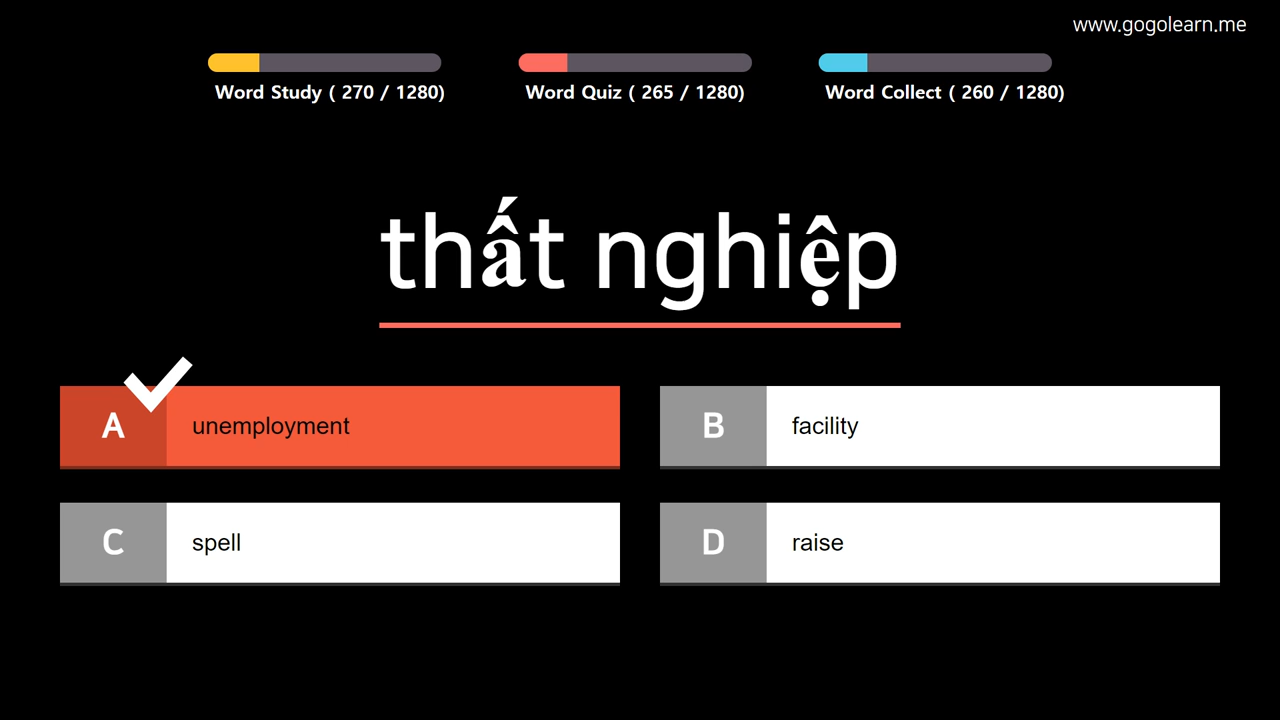 www.gogolearn.me
Word Study ( 270 / 1280)
Word Quiz ( 265 / 1280)
Word Collect ( 260 / 1280)
thất nghiệp
A unemployment
B facility
C spell
D raise